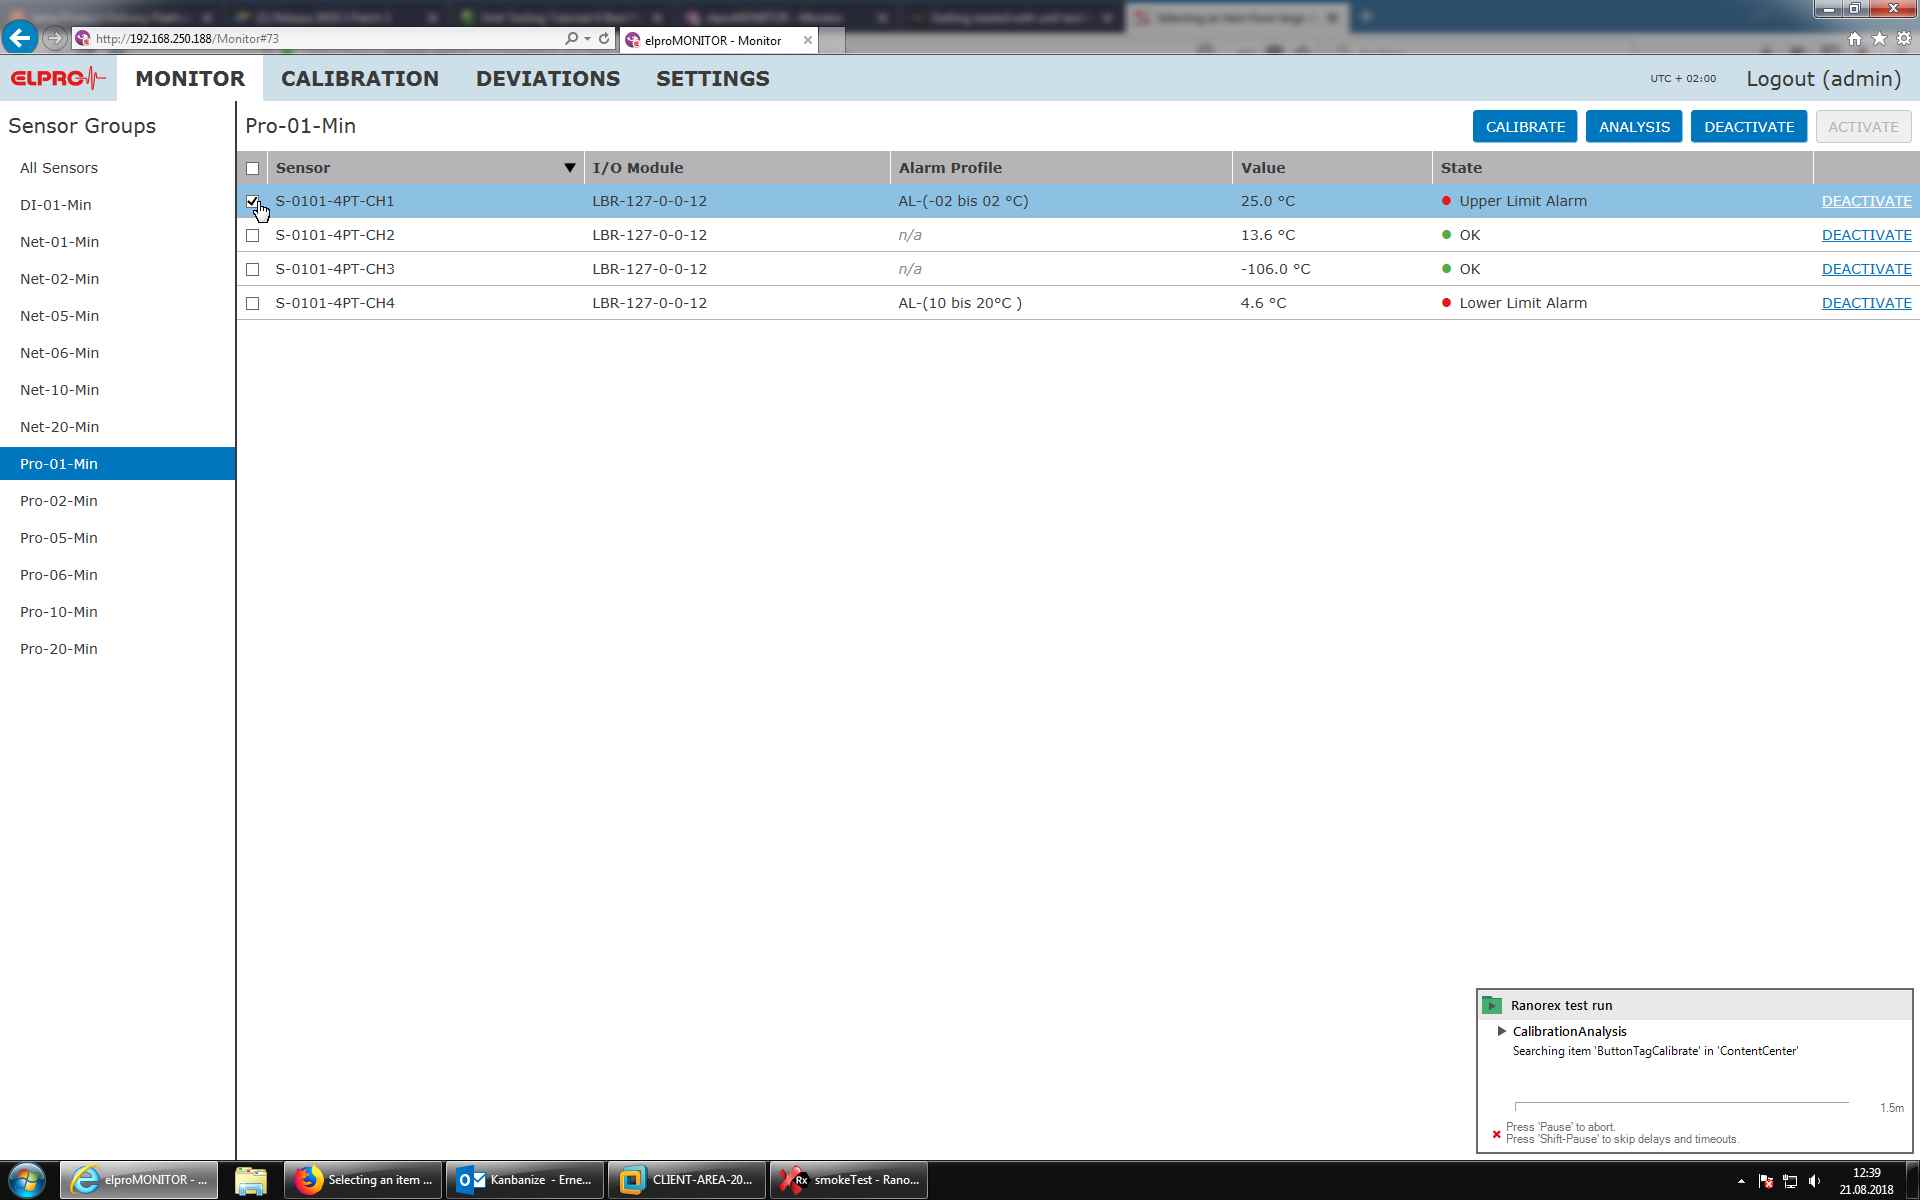 http://192.168.250.188/Monitor#73
elproMONITOR - Monitor
ELPRO
MONITOR
CALIBRATION
DEVIATIONS
SETTINGS
UTC + 02:00
Logout (admin)
Sensor Groups
All Sensors
DI-01-Min
Net-01-Min
Net-02-Min
Net-05-Min
Net-06-Min
Net-10-Min
Net-20-Min
Pro-01-Min
Pro-02-Min
Pro-05-Min
Pro-06-Min
Pro-10-Min
Pro-20-Min
Pro-01-Min
CALIBRATE
ANALYSIS
DEACTIVATE
ACTIVATE
Sensor ▼ I/O Module Alarm Profile Value State
S-0101-4PT-CH1 LBR-127-0-0-12 AL-(-02 bis 02 °C) 25.0 °C Upper Limit Alarm DEACTIVATE
S-0101-4PT-CH2 LBR-127-0-0-12 n/a 13.6 °C OK DEACTIVATE
S-0101-4PT-CH3 LBR-127-0-0-12 n/a -106.0 °C OK DEACTIVATE
S-0101-4PT-CH4 LBR-127-0-0-12 AL-(10 bis 20°C ) 4.6 °C Lower Limit Alarm DEACTIVATE
Ranorex test run
CalibrationAnalysis
Searching item 'ButtonTagCalibrate' in 'ContentCenter'
1.5m
Press 'Pause' to abort.
Press 'Shift-Pause' to skip delays and timeouts.
elproMONITOR - ...
Selecting an item ...
Kanbanize - Erne...
CLIENT-AREA-20...
Rx
smokeTest - Rano...
12:39
21.08.2018